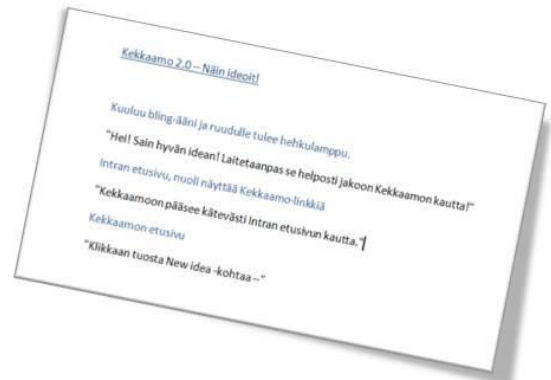 Kekkaamo 2.0 – Näin ideoit!
Kuuluu bling-ääni ja ruudulle tulee hehkulamppu.
"Hei! Sain hyvän idean! Laitetaanpas se helposti jakoon Kekkaamon kautta!"
Intran etusivu, nuoli näyttää Kekkaamo-linkkiä
"Kekkaamoon pääsee kätevästi Intran etusivun kautta."
Kekkaamon etusivu
"Klikkaan tuosta New idea -kohtaa --"